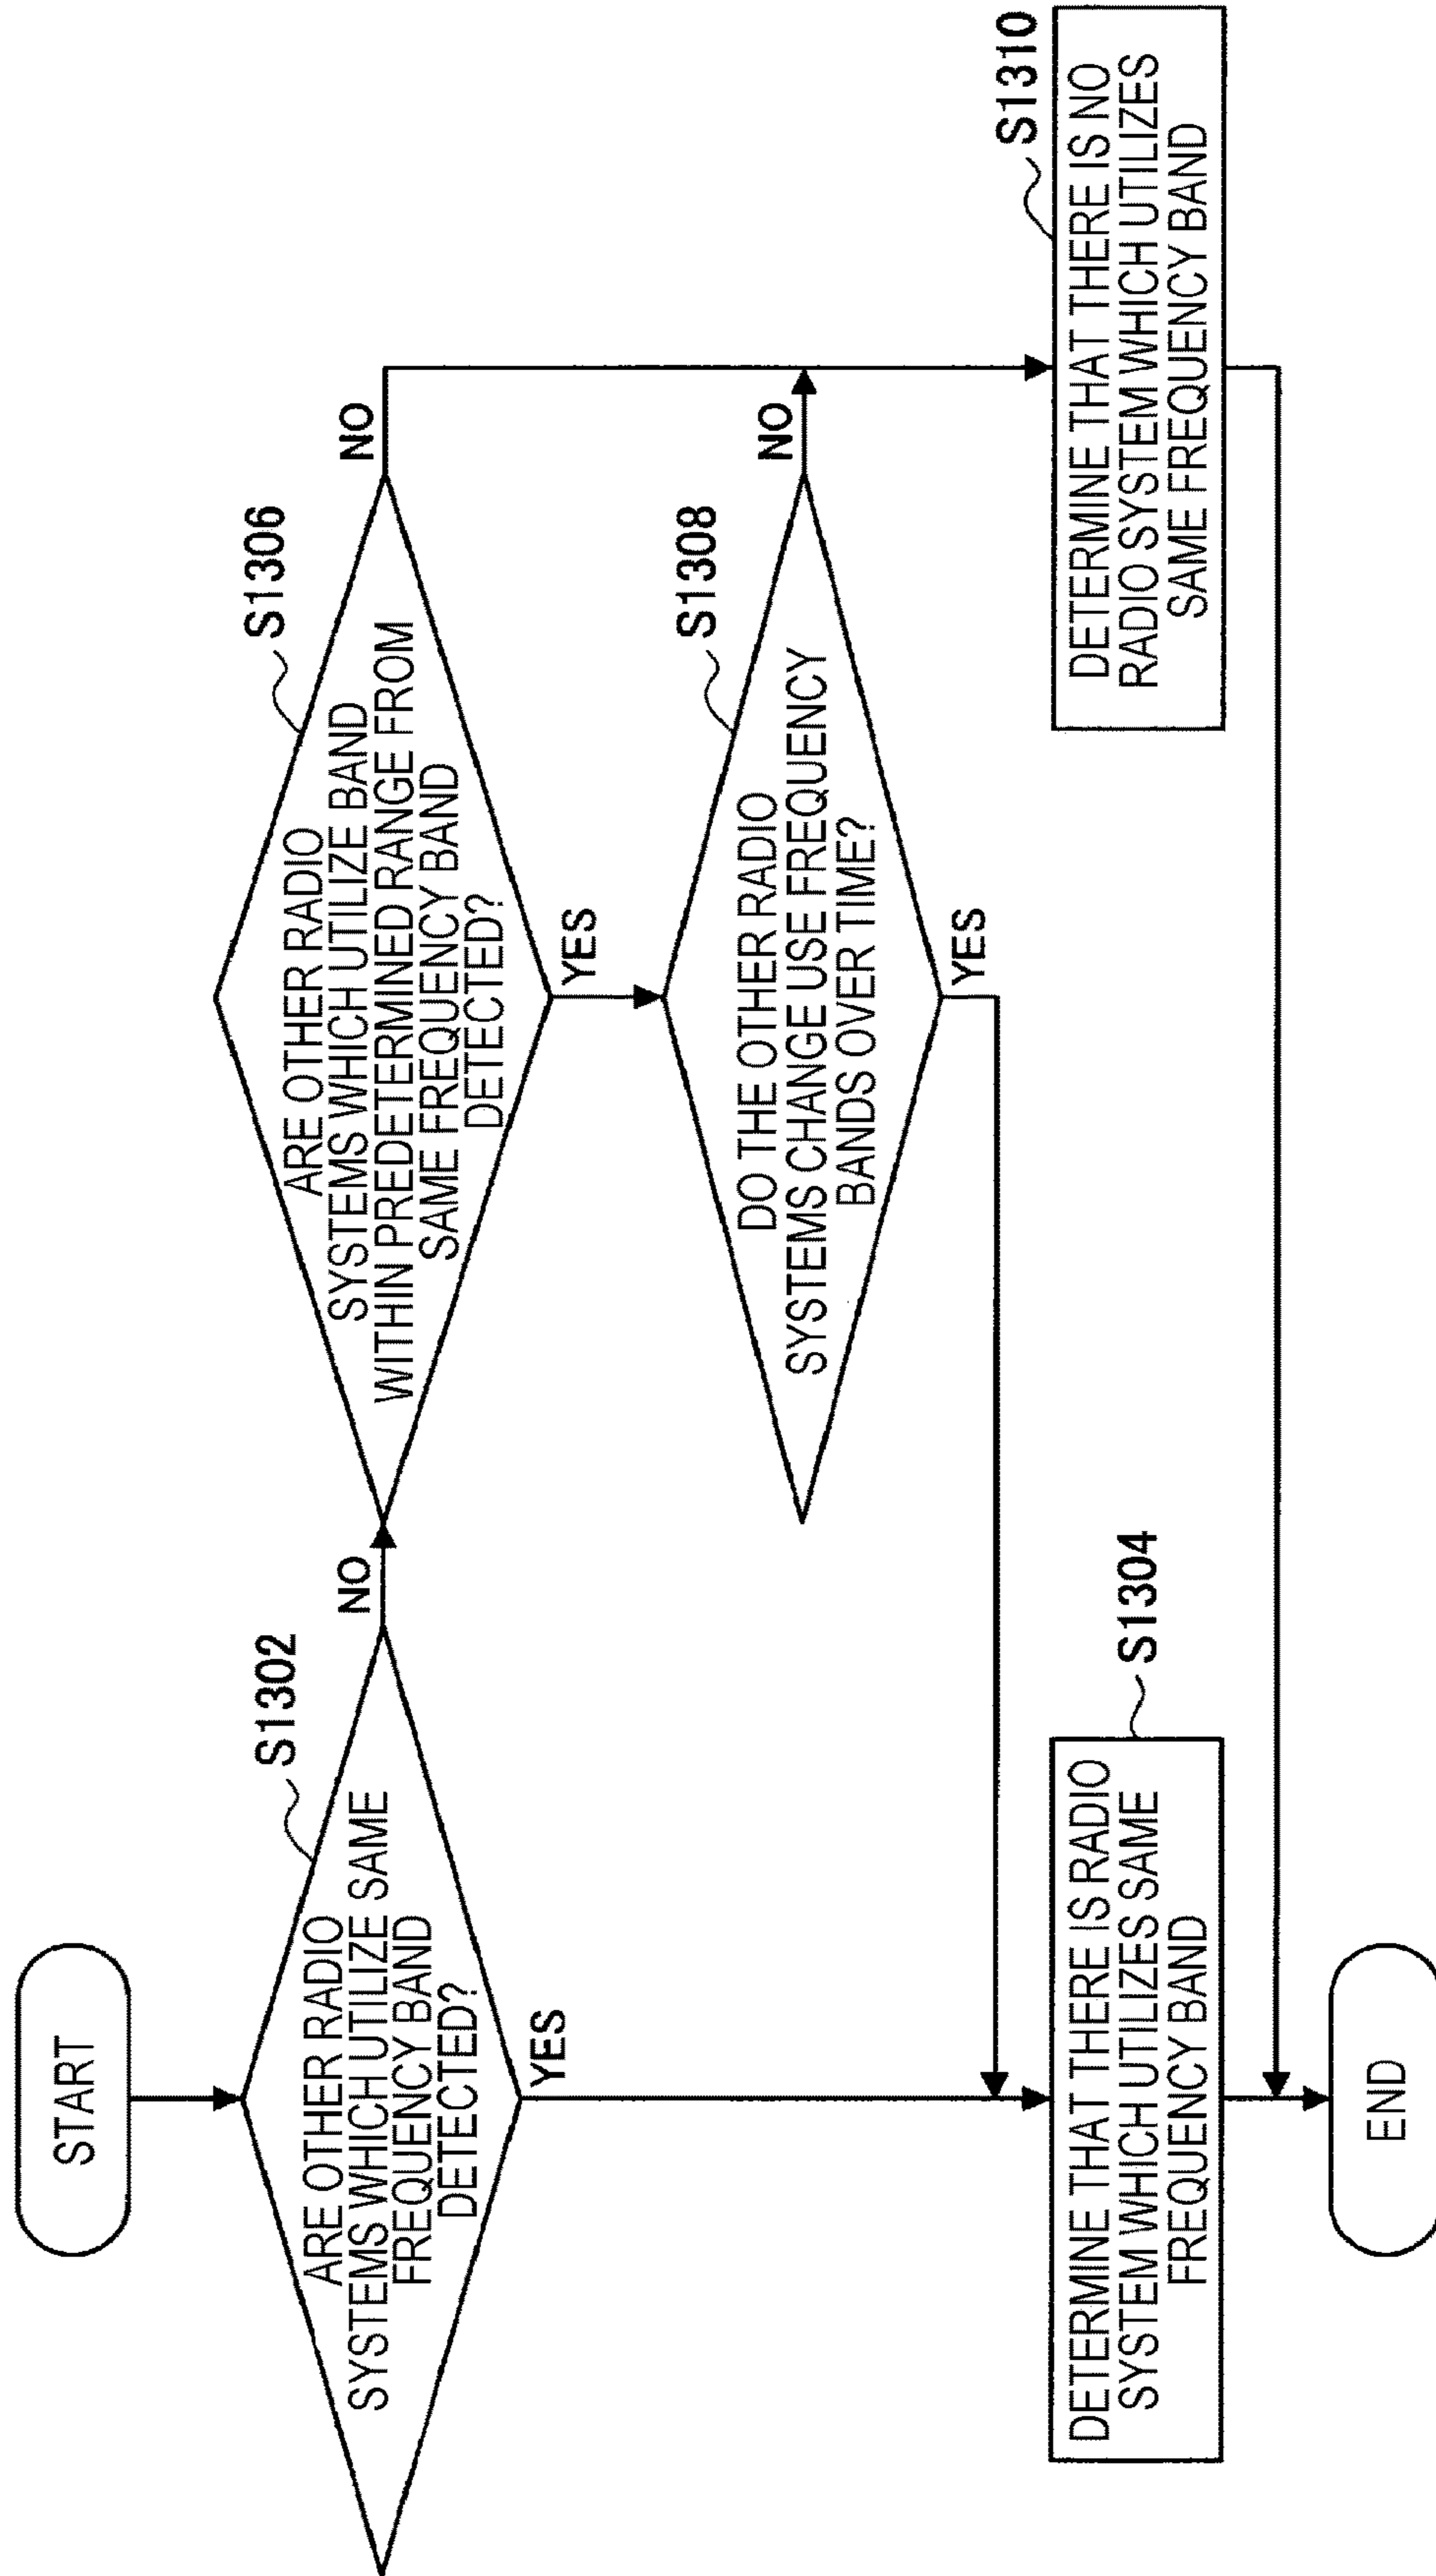 START
S1302
ARE OTHER RADIO
SYSTEMS WHICH UTILIZE SAME
FREQUENCY BAND
DETECTED?
NO
YES
S1306
ARE OTHER RADIO
SYSTEMS WHICH UTILIZE BAND
WITHIN PREDETERMINED RANGE FROM
SAME FREQUENCY BAND
DETECTED?
NO
YES
S1308
DO THE OTHER RADIO
SYSTEMS CHANGE USE FREQUENCY
BANDS OVER TIME?
NO
YES
S1304
DETERMINE THAT THERE IS RADIO
SYSTEM WHICH UTILIZES SAME
FREQUENCY BAND
S1310
DETERMINE THAT THERE IS NO
RADIO SYSTEM WHICH UTILIZES
SAME FREQUENCY BAND
END